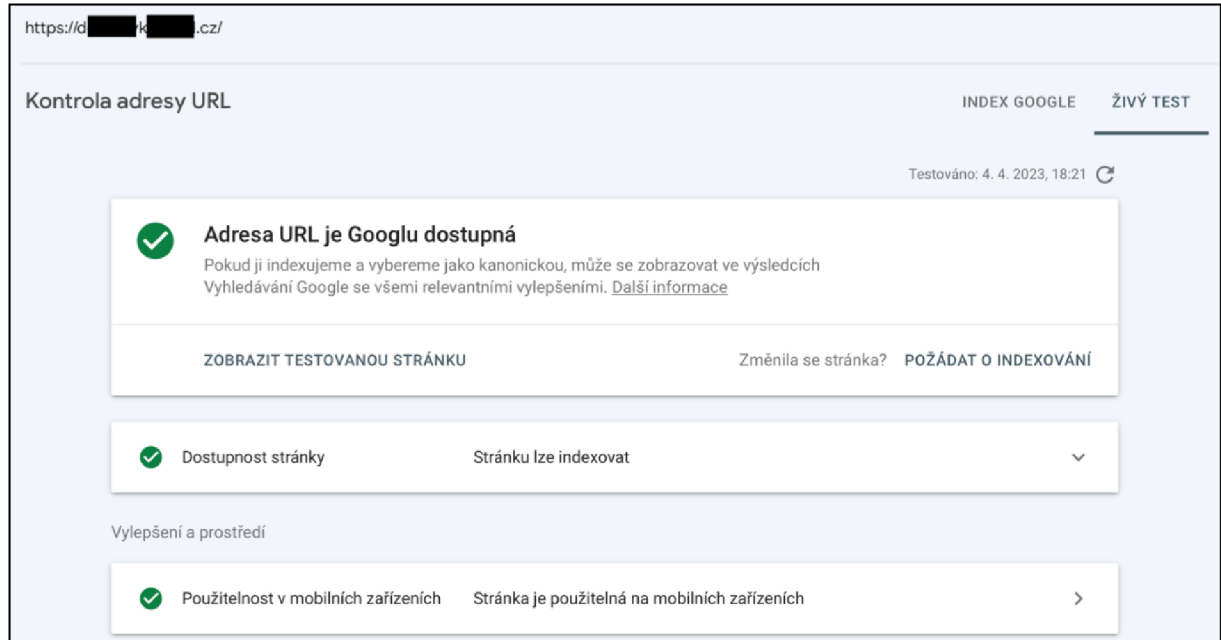 https://d k .cz/
Kontrola adresy URL
INDEX GOOGLE
ŽIVÝ TEST
Testováno: 4. 4. 2023, 18:21
Adresa URL je Googlu dostupná
Pokud ji indexujeme a vybereme jako kanonickou, může se zobrazovat ve výsledcích
Vyhledávání Google se všemi relevantními vylepšeními. Další informace
ZOBRAZIT TESTOVANOU STRÁNKU
Změnila se stránka? POŽÁDAT O INDEXOVÁNÍ
Dostupnost stránky
Stránku lze indexovat
Vylepšení a prostředí
Použitelnost v mobilních zařízeních
Stránka je použitelná na mobilních zařízeních